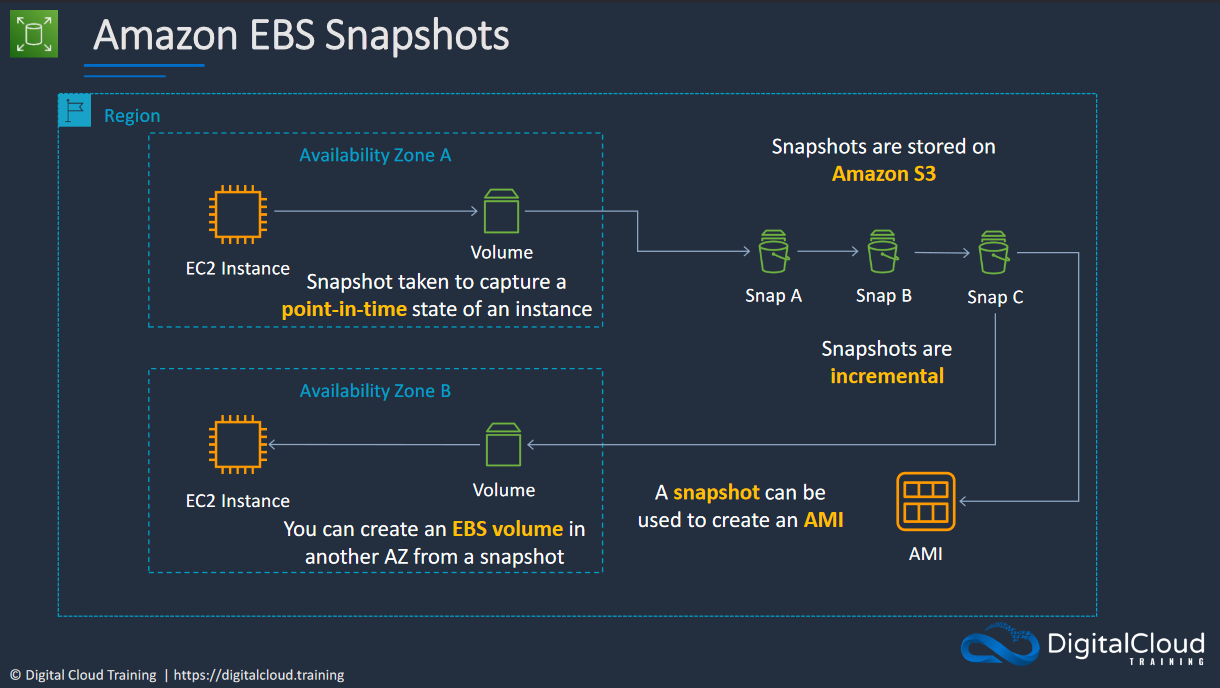 Amazon EBS Snapshots
Region
Availability Zone A
EC2 Instance
Volume
Snapshot taken to capture a
point-in-time state of an instance
Snapshots are stored on
Amazon S3
Snap A
Snap B
Snap C
Snapshots are
incremental
Availability Zone B
EC2 Instance
Volume
You can create an EBS volume in
another AZ from a snapshot
A snapshot can be
used to create an AMI
AMI
DigitalCloud
TRAINING
© Digital Cloud Training | https://digitalcloud.training